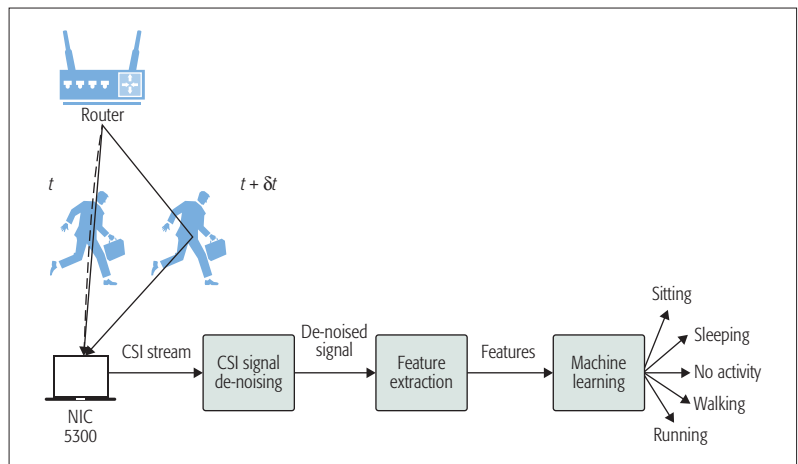 Router
t
t + δt
CSI stream
CSI signal
de-noising
De-noised
signal
Feature
extraction
Features
Machine
learning
Sitting
Sleeping
No activity
Walking
Running
NIC
5300